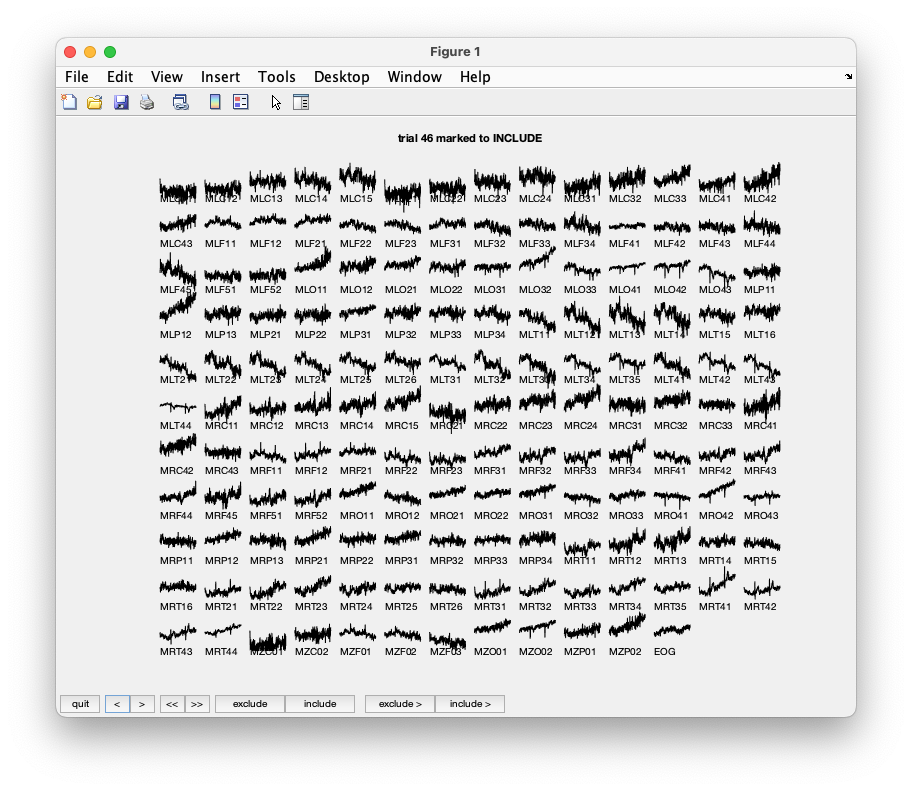 Figure 1
File Edit View Insert Tools Desktop Window Help
trial 46 marked to INCLUDE
MLC12 MLC13 MLC14 MLC15 MLC22 MLC23 MLC24 MLC31 MLC32 MLC33 MLC41 MLC42
MLC43 MLF11 MLF12 MLF21 MLF22 MLF23 MLF31 MLF32 MLF33 MLF34 MLF41 MLF42 MLF43 MLF44
MLF45 MLF51 MLF52 MLO11 MLO12 MLO21 MLO22 MLO31 MLO32 MLO33 MLO41 MLO42 MLO43 MLP11
MLP12 MLP13 MLP21 MLP22 MLP31 MLP32 MLP33 MLP34 MLT11 MLT12 MLT13 MLT14 MLT15 MLT16
MLT21 MLT22 MLT23 MLT24 MLT25 MLT26 MLT31 MLT32 MLT33 MLT34 MLT35 MLT41 MLT42 MLT43
MLT44 MRC11 MRC12 MRC13 MRC14 MRC15 MRC21 MRC22 MRC23 MRC24 MRC31 MRC32 MRC33 MRC41
MRC42 MRC43 MRF11 MRF12 MRF21 MRF22 MRF23 MRF31 MRF32 MRF33 MRF34 MRF41 MRF42 MRF43
MRF44 MRF45 MRF51 MRF52 MRO11 MRO12 MRO21 MRO22 MRO31 MRO32 MRO33 MRO41 MRO42 MRO43
MRP11 MRP12 MRP13 MRP21 MRP22 MRP31 MRP32 MRP33 MRP34 MRT11 MRT12 MRT13 MRT14 MRT15
MRT16 MRT21 MRT22 MRT23 MRT24 MRT25 MRT26 MRT31 MRT32 MRT33 MRT34 MRT35 MRT41 MRT42
MRT43 MRT44 MZC01 MZC02 MZF01 MZF02 MZF03 MZO01 MZO02 MZP01 MZP02 EOG
quit < > << >> exclude include exclude > include >